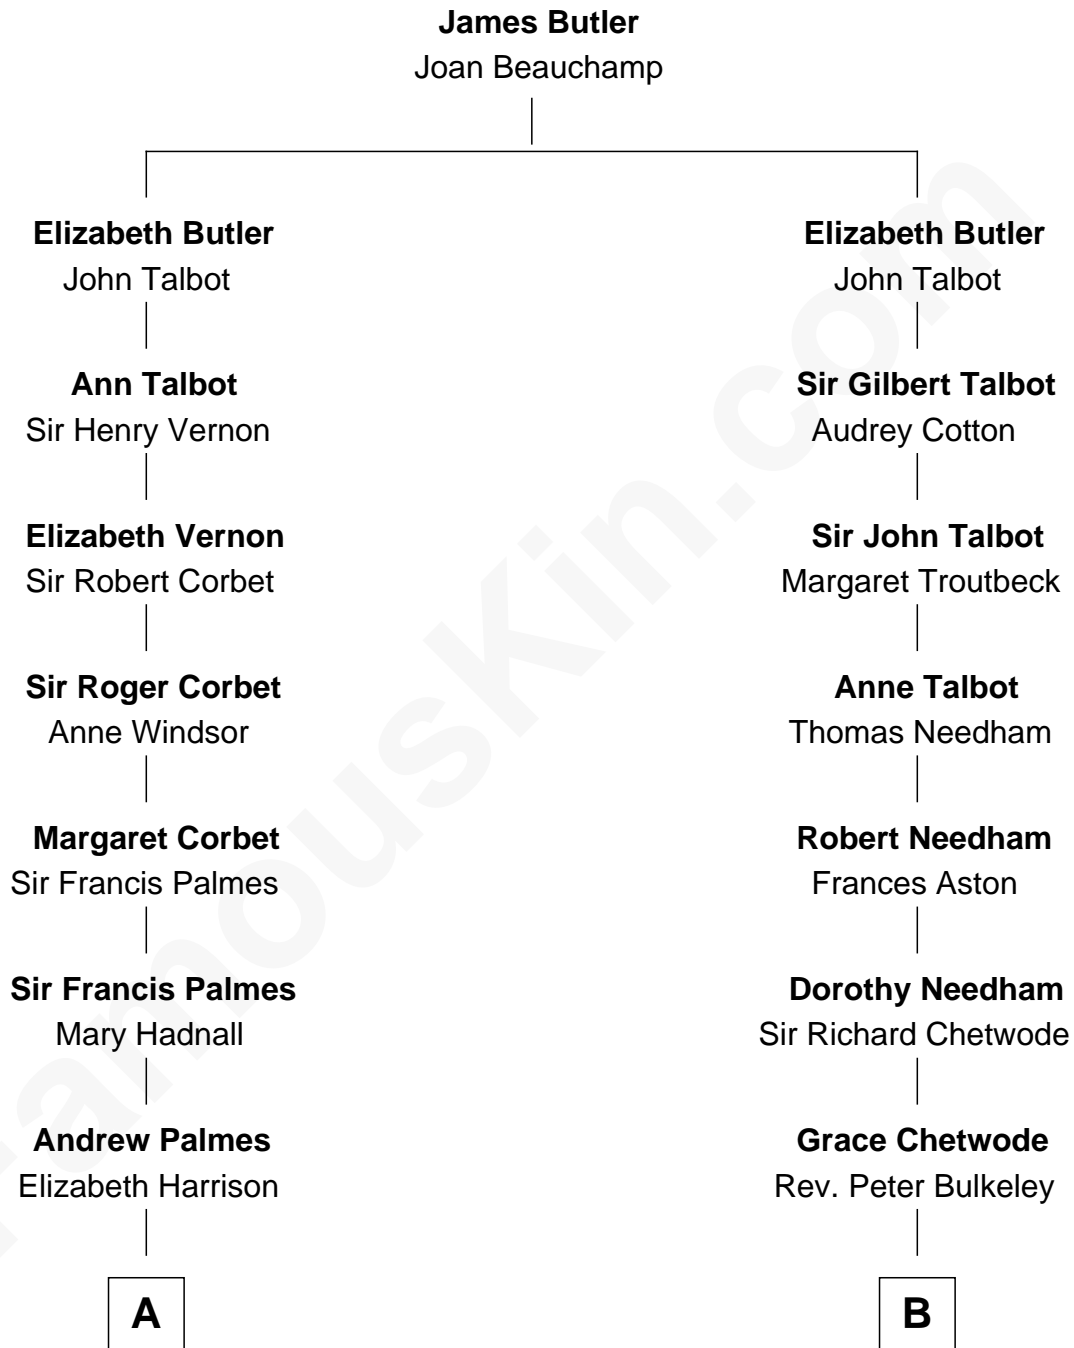 James Butler
Joan Beauchamp
Elizabeth Butler
John Talbot
Ann Talbot
Sir Henry Vernon
Elizabeth Vernon
Sir Robert Corbet
Sir Roger Corbet
Anne Windsor
Margaret Corbet
Sir Francis Palmes
Sir Francis Palmes
Mary Hadnall
Andrew Palmes
Elizabeth Harrison
A
Elizabeth Butler
John Talbot
Sir Gilbert Talbot
Audrey Cotton
Sir John Talbot
Margaret Troutbeck
Anne Talbot
Thomas Needham
Robert Needham
Frances Aston
Dorothy Needham
Sir Richard Chetwode
Grace Chetwode
Rev. Peter Bulkeley
B
FamousKin.com